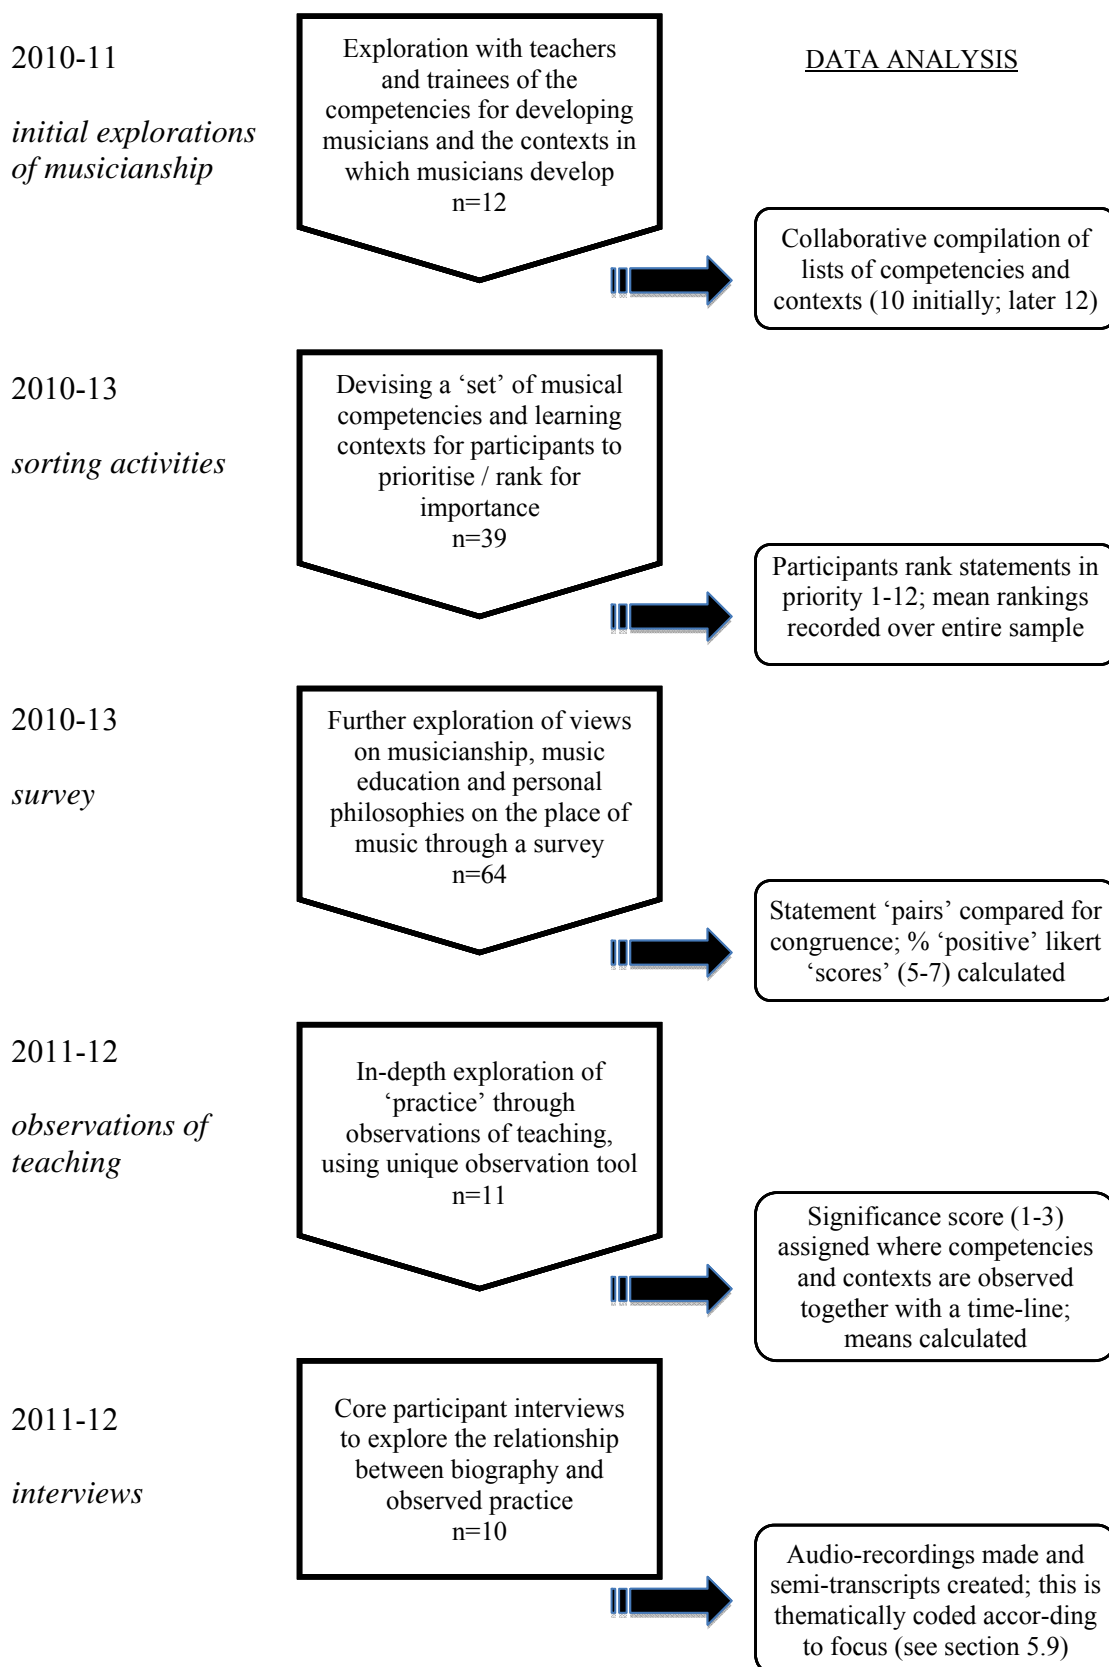 2010-11
initial explorations
of musicianship
Exploration with teachers
and trainees of the
competencies for developing
musicians and the contexts in
which musicians develop
n=12
DATA ANALYSIS
Collaborative compilation of
lists of competencies and
contexts (10 initially; later 12)
2010-13
sorting activities
Devising a ‘set’ of musical
competencies and learning
contexts for participants to
prioritise / rank for
importance
n=39
Participants rank statements in
priority 1-12; mean rankings
recorded over entire sample
2010-13
survey
Further exploration of views
on musicianship, music
education and personal
philosophies on the place of
music through a survey
n=64
Statement ‘pairs’ compared for
congruence; % ‘positive’ likert
‘scores’ (5-7) calculated
2011-12
observations of
teaching
In-depth exploration of
‘practice’ through
observations of teaching,
using unique observation tool
n=11
Significance score (1-3)
assigned where competencies
and contexts are observed
together with a time-line;
means calculated
2011-12
interviews
Core participant interviews
to explore the relationship
between biography and
observed practice
n=10
Audio-recordings made and
semi-transcripts created; this is
thematically coded accor-ding
to focus (see section 5.9)